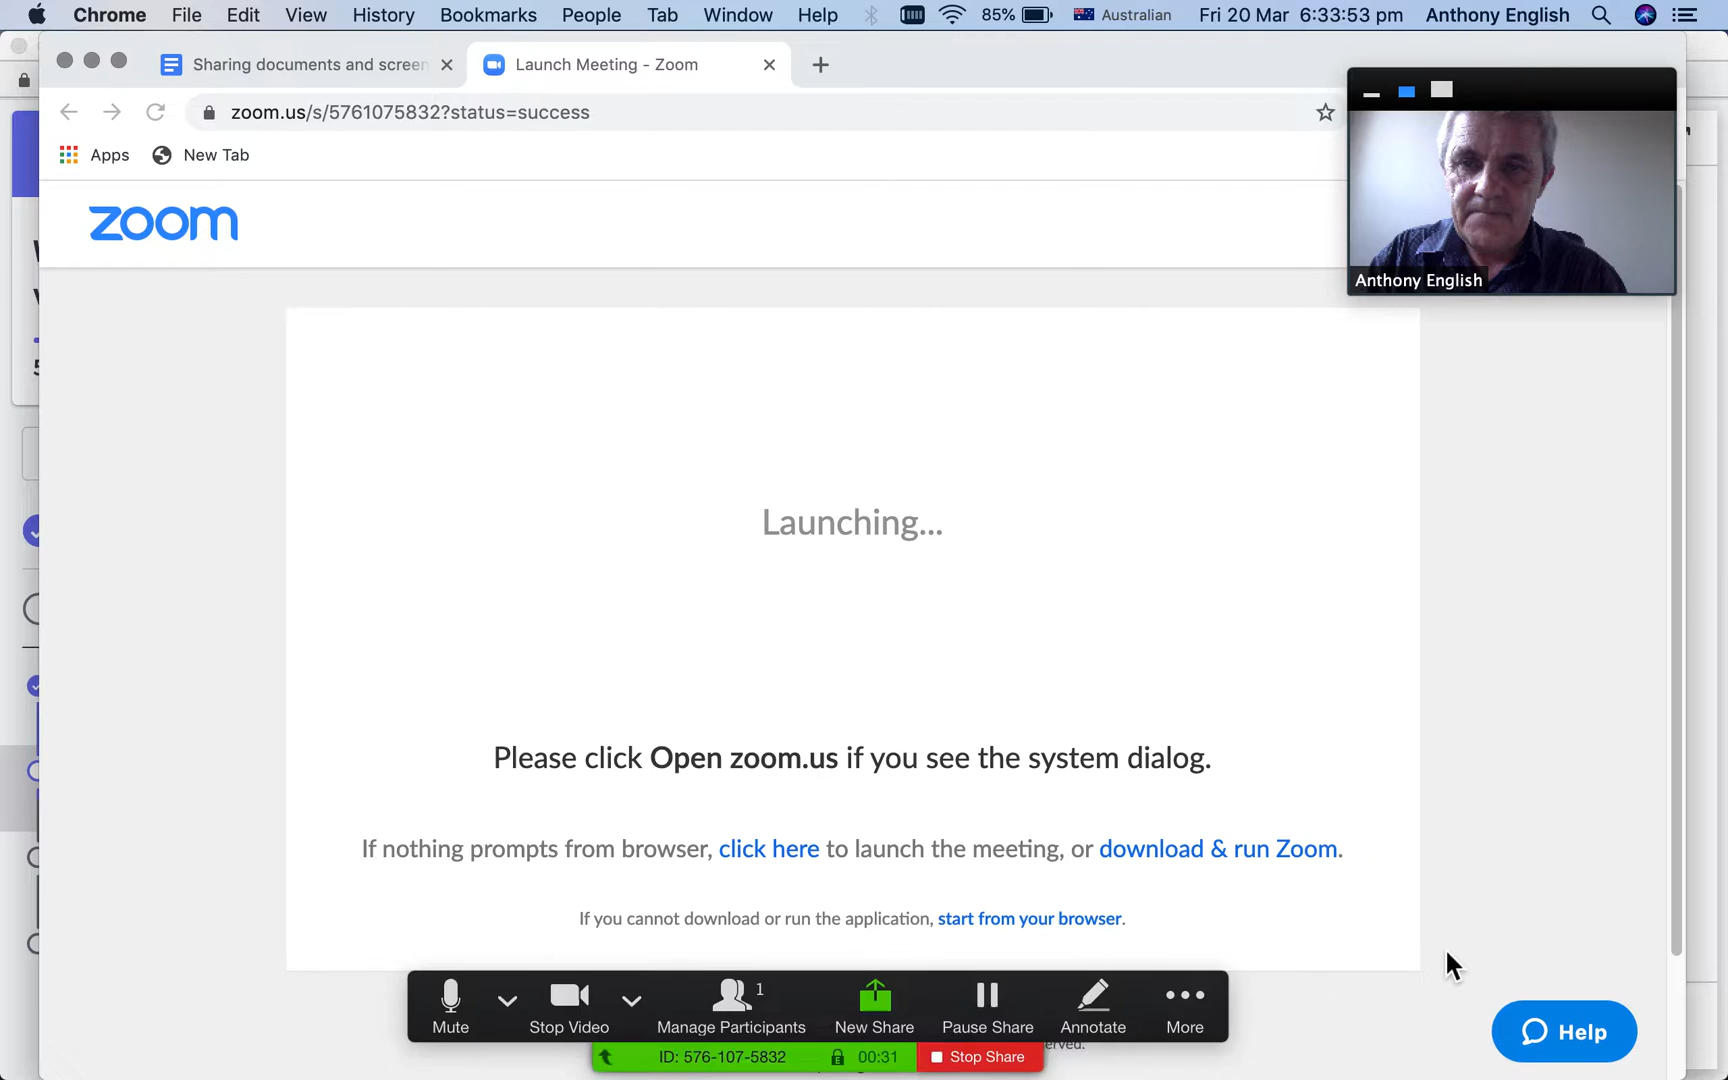 Chrome File Edit View History Bookmarks People Tab Window Help 85% Australian Fri 20 Mar 6:33:53 pm Anthony English
Sharing documents and screen Launch Meeting - Zoom
zoom.us/s/5761075832?status=success
Apps New Tab
zoom
Anthony English
Launching...
Please click Open zoom.us if you see the system dialog.
If nothing prompts from browser, click here to launch the meeting, or download & run Zoom.
If you cannot download or run the application, start from your browser.
Mute Stop Video Manage Participants 1 New Share Pause Share Annotate More
erved.
ID: 576-107-5832 00:31 Stop Share
Help